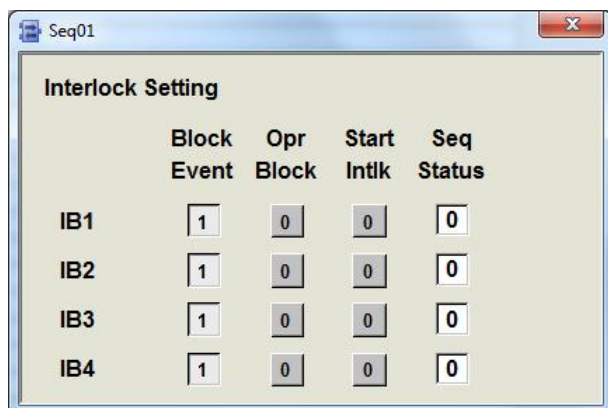 Seq01
Interlock Setting
Block Opr Start Seq
Event Block Intlk Status
IB1 1 0 0 0
IB2 1 0 0 0
IB3 1 0 0 0
IB4 1 0 0 0